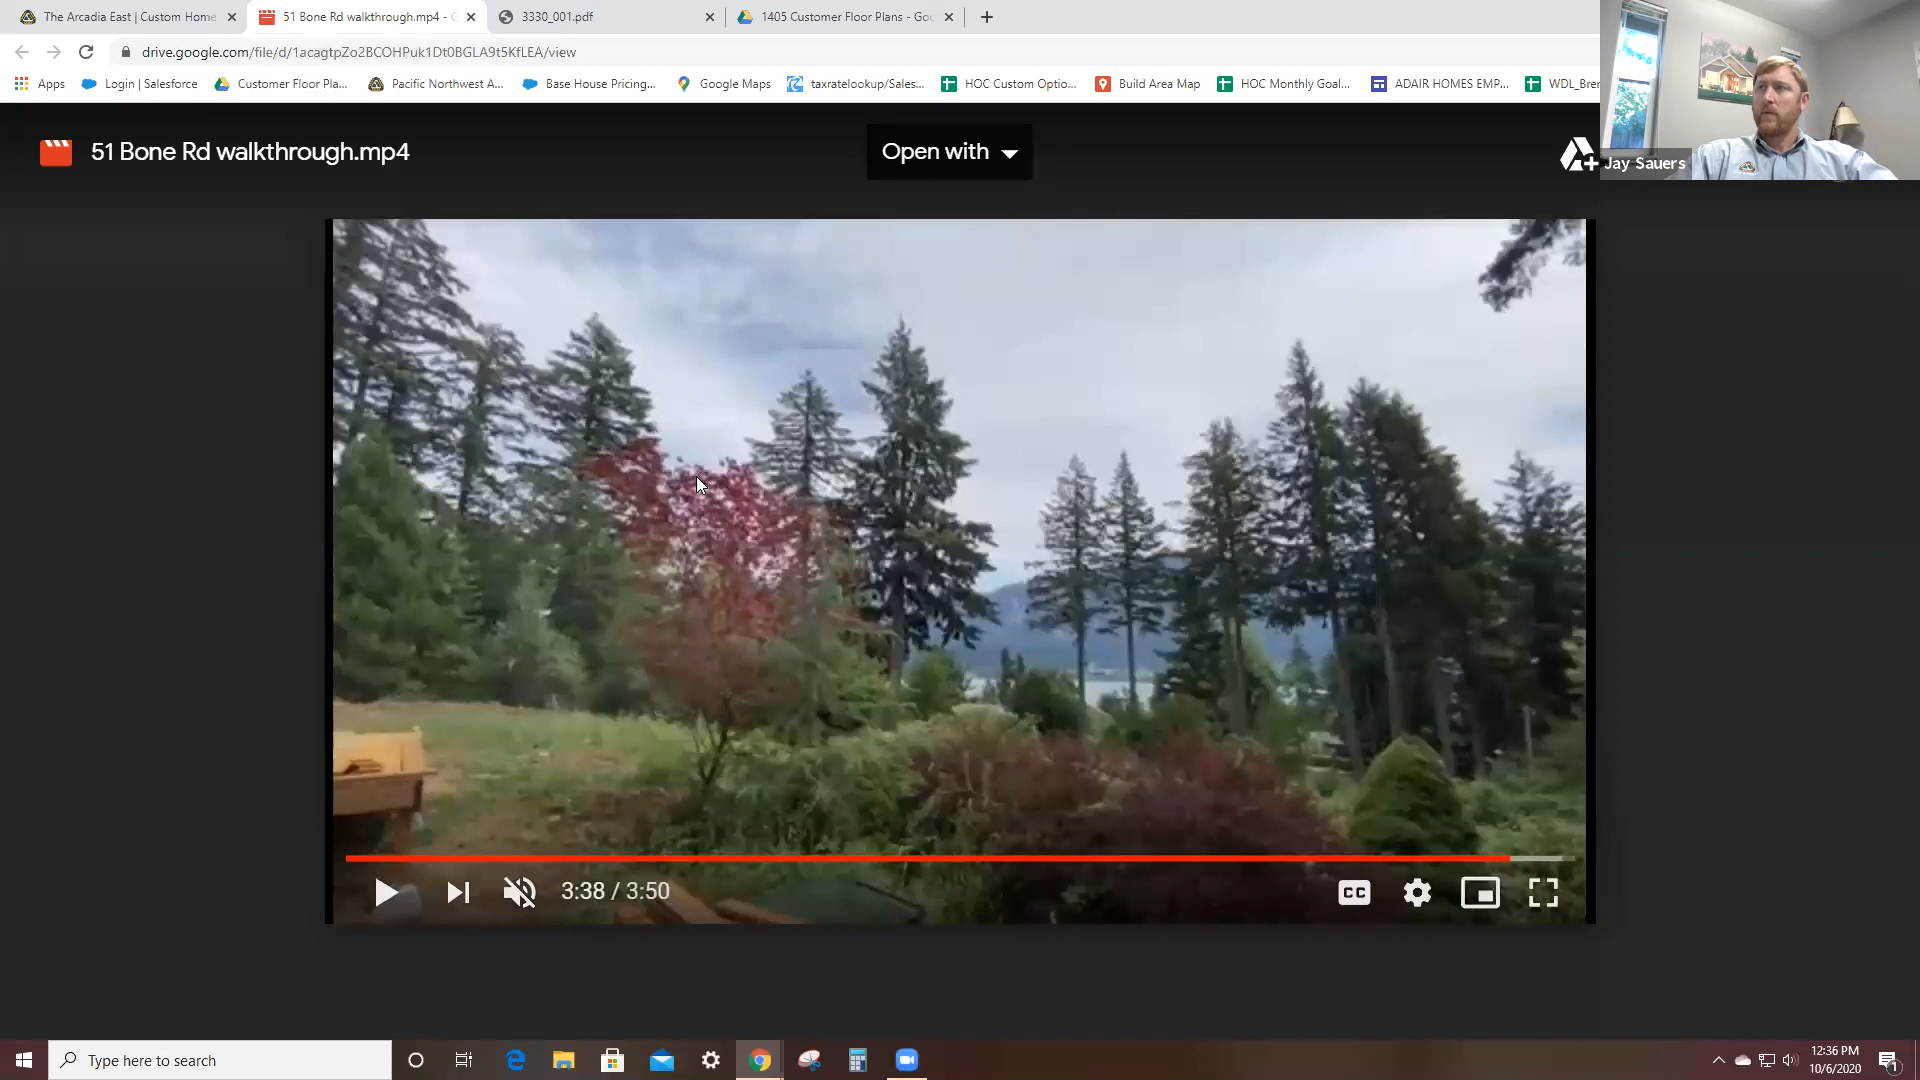 The Arcadia East | Custom Home
51 Bone Rd walkthrough.mp4 - G
3330_001.pdf
1405 Customer Floor Plans - Goo
drive.google.com/file/d/1acagtpZo2BCOHPuk1Dt0BGLA9t5KfLEA/view
Apps
Login | Salesforce
Customer Floor Pla...
Pacific Northwest A...
Base House Pricing...
Google Maps
taxratelookup/Sales...
HOC Custom Optio...
Build Area Map
HOC Monthly Goal...
ADAIR HOMES EMP...
WDL_Bren
51 Bone Rd walkthrough.mp4
Open with
Jay Sauers
3:38 / 3:50
CC
Type here to search
12:36 PM
10/6/2020
1